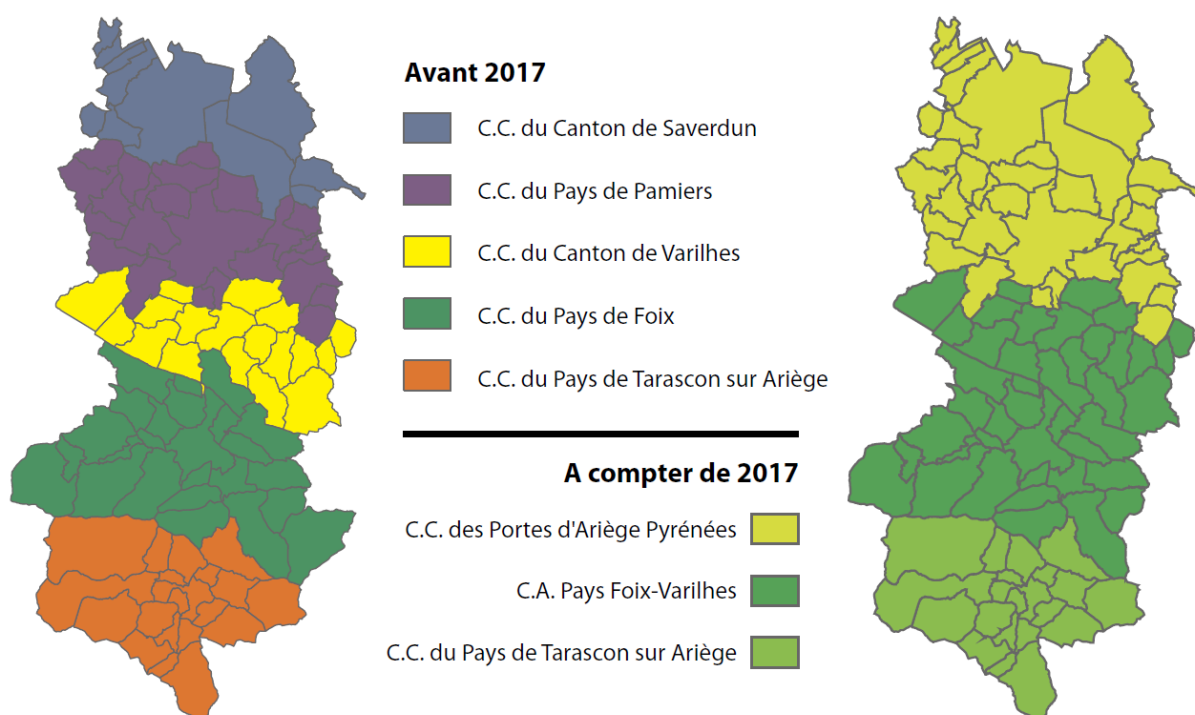 Avant 2017
C.C. du Canton de Saverdun
C.C. du Pays de Pamiers
C.C. du Canton de Varilhes
C.C. du Pays de Foix
C.C. du Pays de Tarascon sur Ariège
A compter de 2017
C.C. des Portes d'Ariège Pyrénées
C.A. Pays Foix-Varilhes
C.C. du Pays de Tarascon sur Ariège